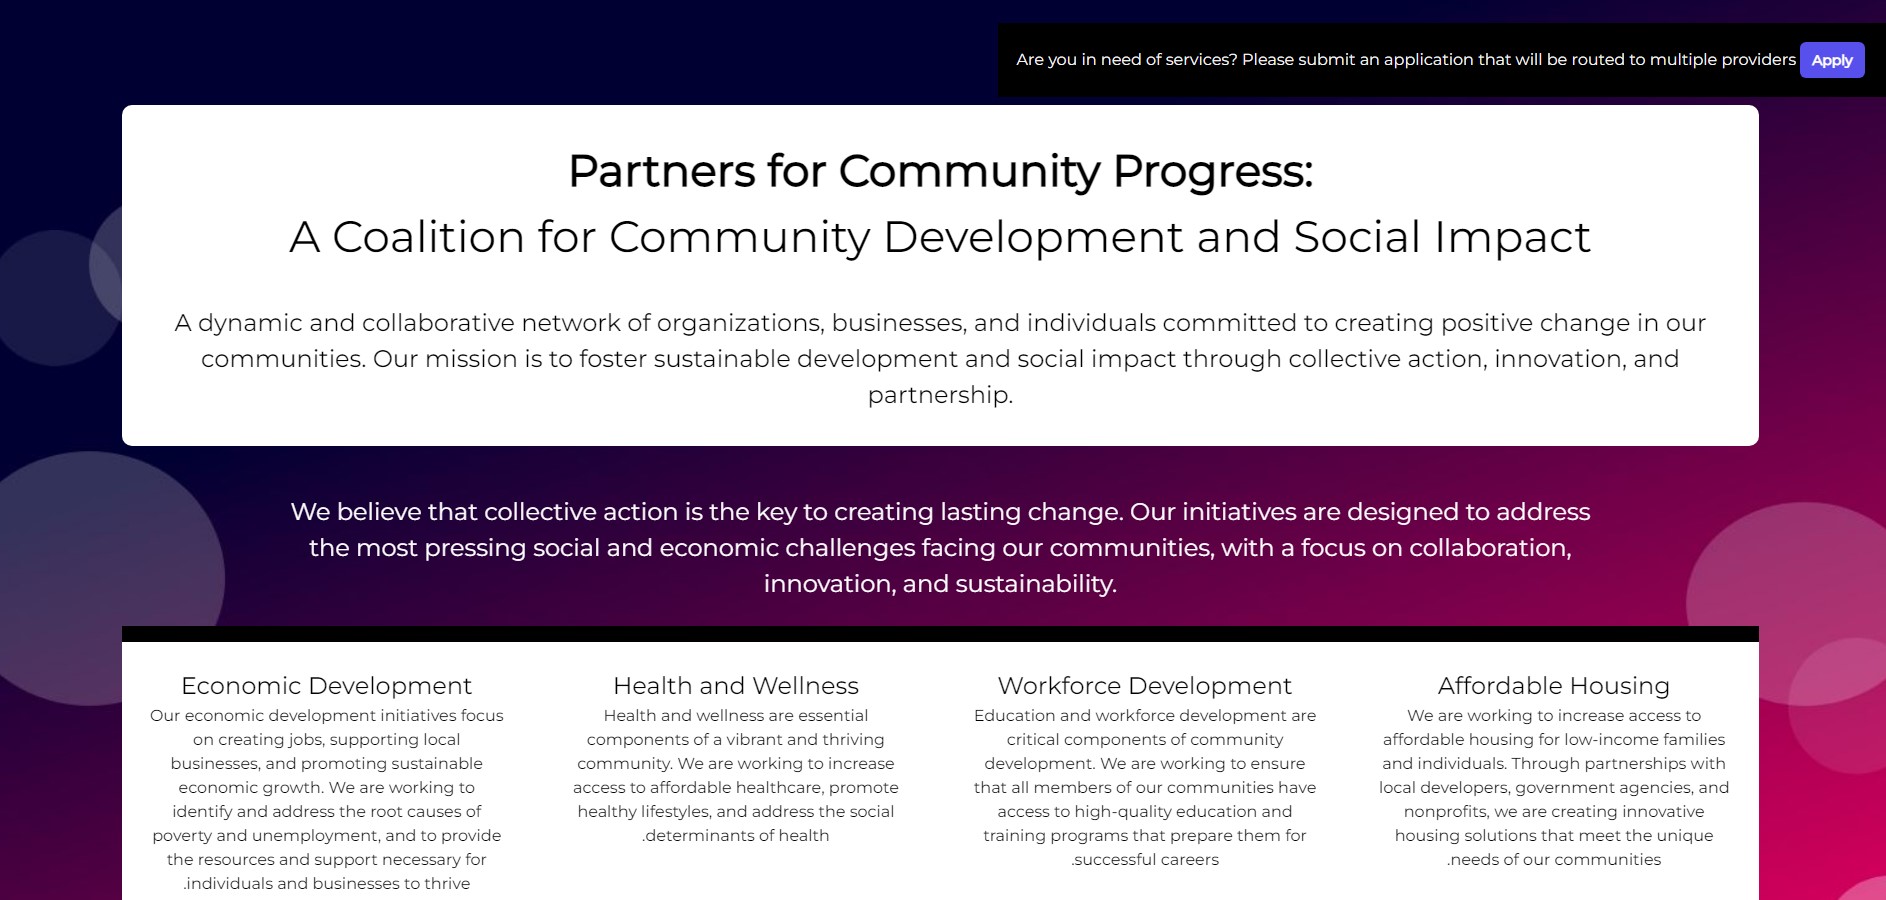 Are you in need of services? Please submit an application that will be routed to multiple providers Apply
Partners for Community Progress:
A Coalition for Community Development and Social Impact
A dynamic and collaborative network of organizations, businesses, and individuals committed to creating positive change in our
communities. Our mission is to foster sustainable development and social impact through collective action, innovation, and
partnership.
We believe that collective action is the key to creating lasting change. Our initiatives are designed to address
the most pressing social and economic challenges facing our communities, with a focus on collaboration,
innovation, and sustainability.
Economic Development
Our economic development initiatives focus
on creating jobs, supporting local
businesses, and promoting sustainable
economic growth. We are working to
identify and address the root causes of
poverty and unemployment, and to provide
the resources and support necessary for
.individuals and businesses to thrive
Health and Wellness
Health and wellness are essential
components of a vibrant and thriving
community. We are working to increase
access to affordable healthcare, promote
healthy lifestyles, and address the social
.determinants of health
Workforce Development
Education and workforce development are
critical components of community
development. We are working to ensure
that all members of our communities have
access to high-quality education and
training programs that prepare them for
.successful careers
Affordable Housing
We are working to increase access to
affordable housing for low-income families
and individuals. Through partnerships with
local developers, government agencies, and
nonprofits, we are creating innovative
housing solutions that meet the unique
.needs of our communities